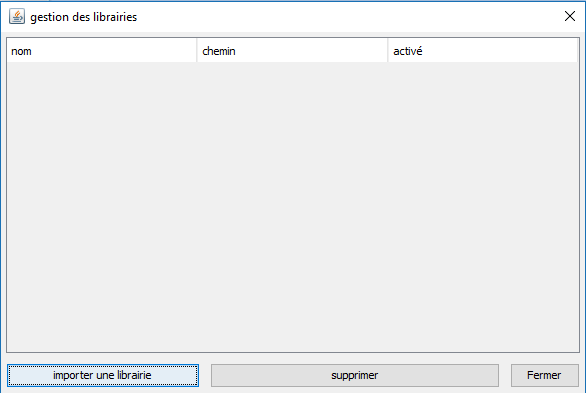 gestion des librairies
nom chemin activé
importer une librairie supprimer Fermer